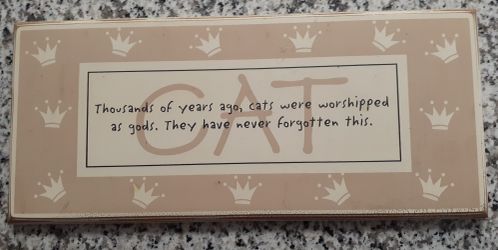 CAT
Thousands of years ago, cats were worshipped
as gods. They have never forgotten this.